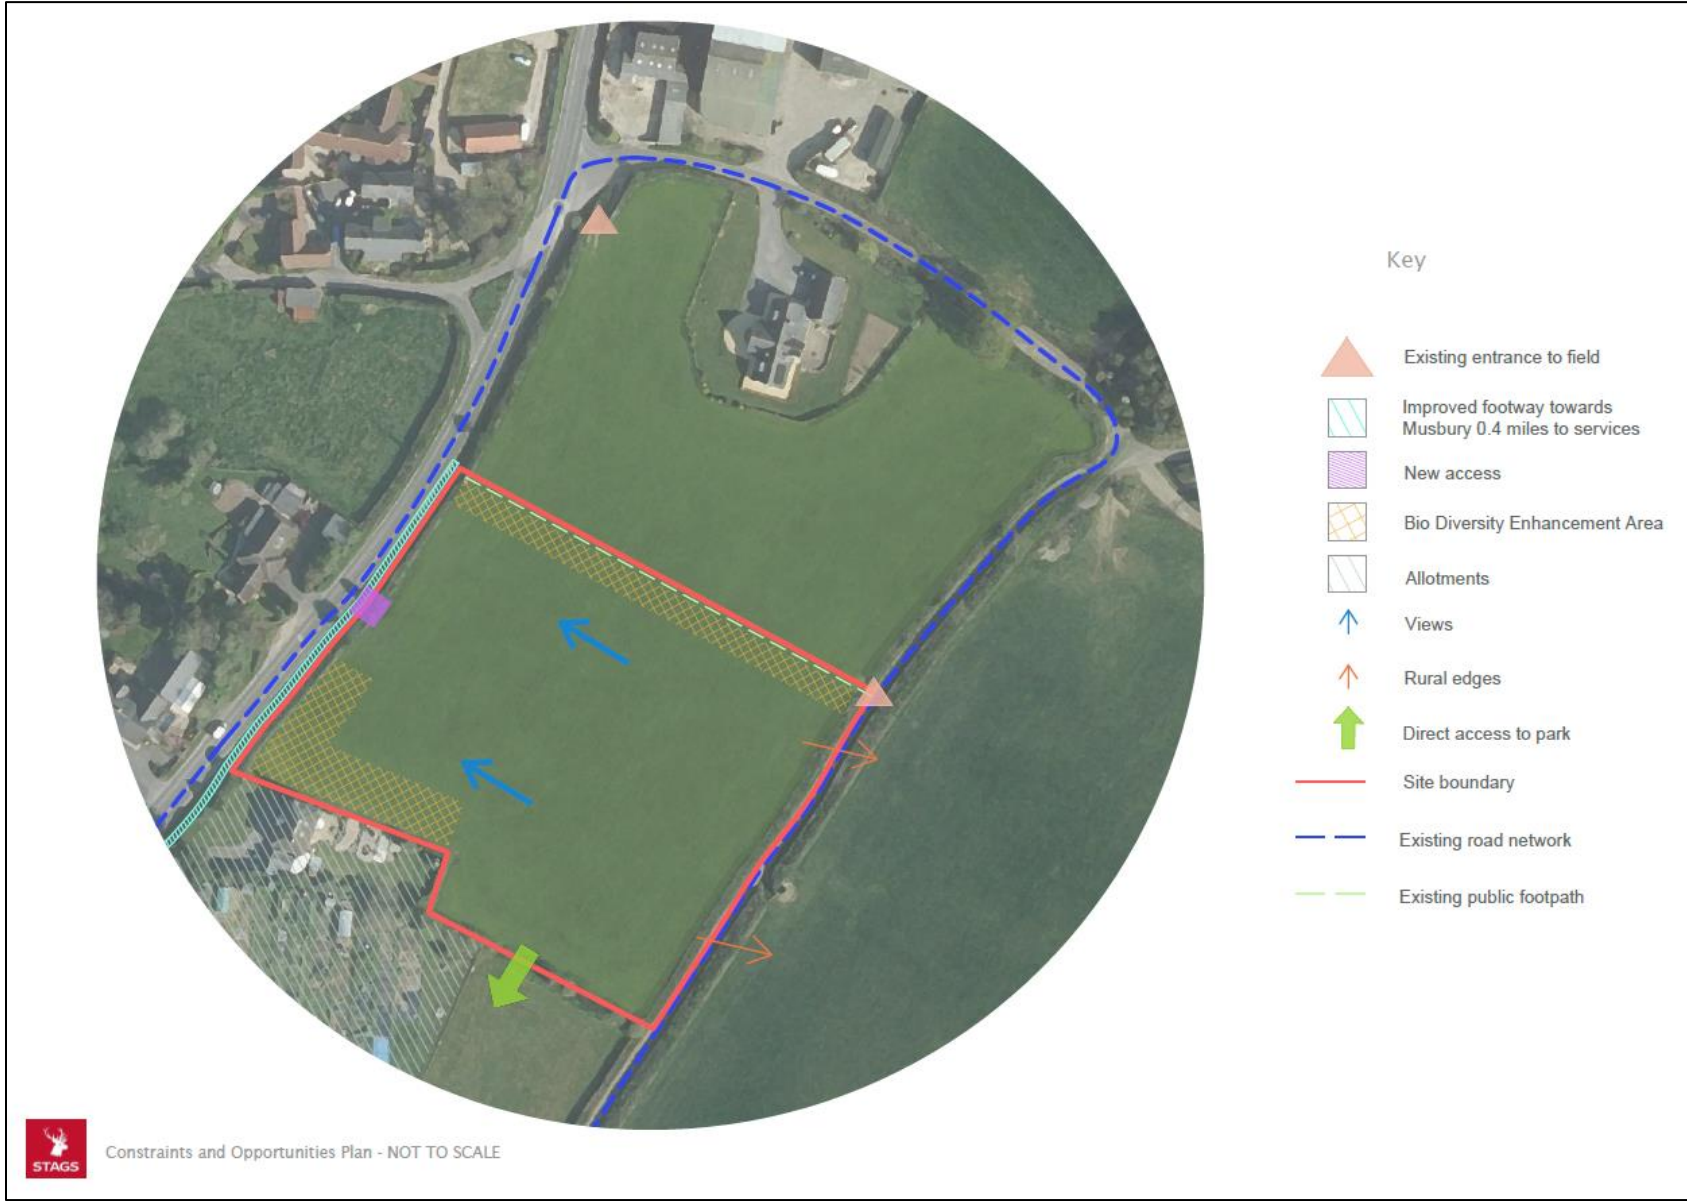 Key
Existing entrance to field
Improved footway towards
Musbury 0.4 miles to services
New access
Bio Diversity Enhancement Area
Allotments
Views
Rural edges
Direct access to park
Site boundary
Existing road network
Existing public footpath
STAGS
Constraints and Opportunities Plan - NOT TO SCALE